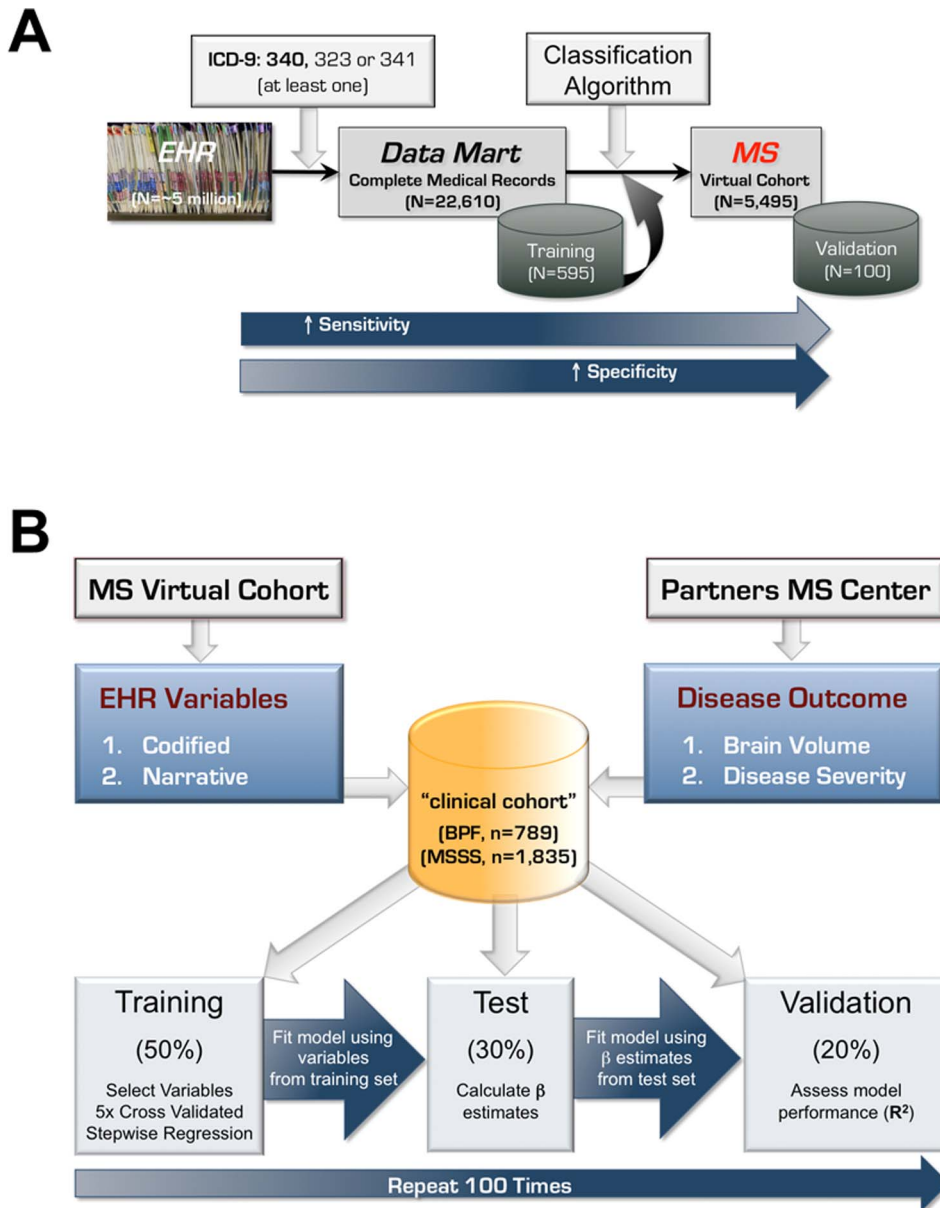 A
ICD-9: 340, 323 or 341
(at least one)
Classification
Algorithm
EHR
(N=~5 million)
Data Mart
Complete Medical Records
(N=22,610)
MS
Virtual Cohort
(N=5,495)
Training
(N=595)
Validation
(N=100)
↑ Sensitivity
↑ Specificity
B
MS Virtual Cohort
Partners MS Center
EHR Variables
1. Codified
2. Narrative
Disease Outcome
1. Brain Volume
2. Disease Severity
“clinical cohort”
(BPF, n=789)
(MSSS, n=1,835)
Training
(50%)
Select Variables
5x Cross Validated
Stepwise Regression
Fit model using
variables
from training set
Test
(30%)
Calculate β
estimates
Fit model using
β estimates
from test set
Validation
(20%)
Assess model
performance (R²)
Repeat 100 Times